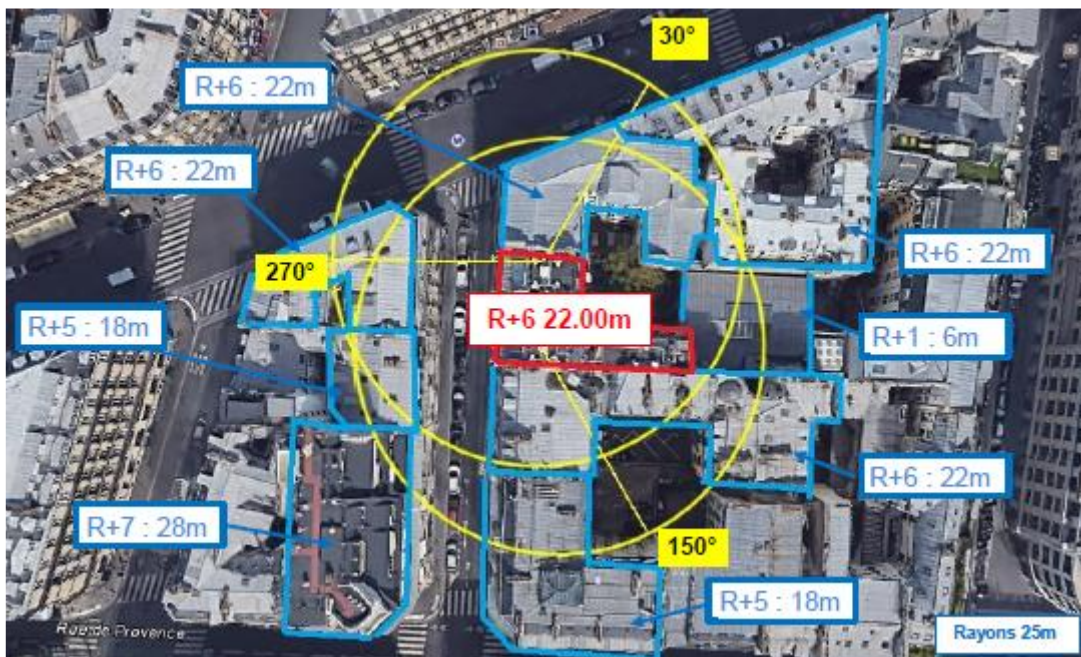 30°
R+6 : 22m
R+6 : 22m
R+6 : 22m
270°
R+6 22.00m
R+5 : 18m
R+1 : 6m
R+6 : 22m
R+7 : 28m
150°
R+5 : 18m
Rue de Provence
Rayons 25m